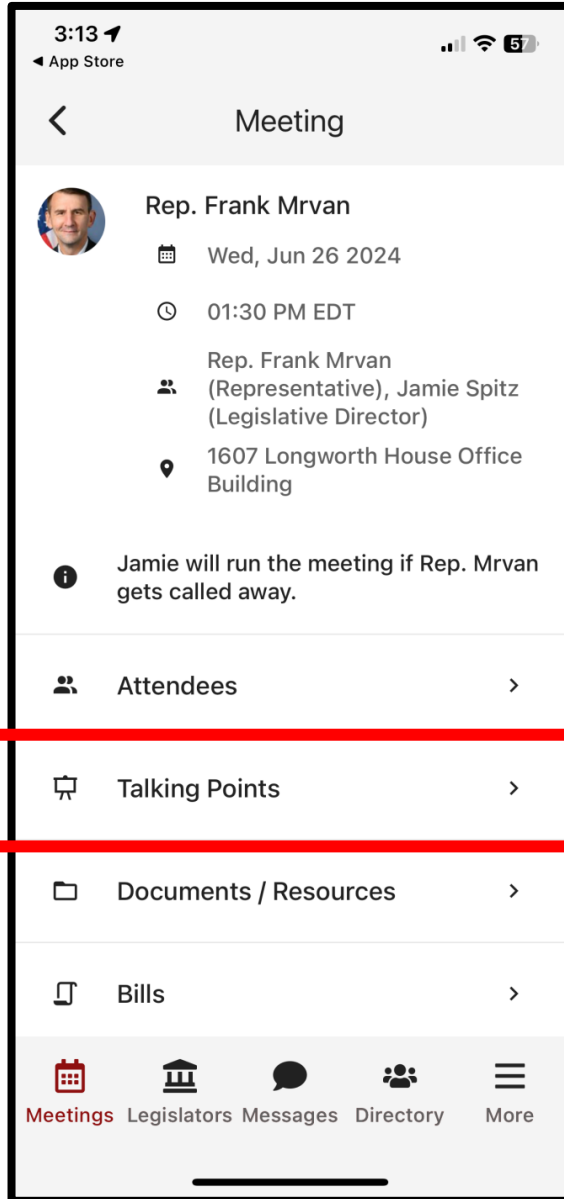 3:13
◀ App Store
57
Meeting
Rep. Frank Mrvan
Wed, Jun 26 2024
01:30 PM EDT
Rep. Frank Mrvan
(Representative), Jamie Spitz
(Legislative Director)
1607 Longworth House Office
Building
Jamie will run the meeting if Rep. Mrvan
gets called away.
Attendees
Talking Points
Documents / Resources
Bills
Meetings Legislators Messages Directory More